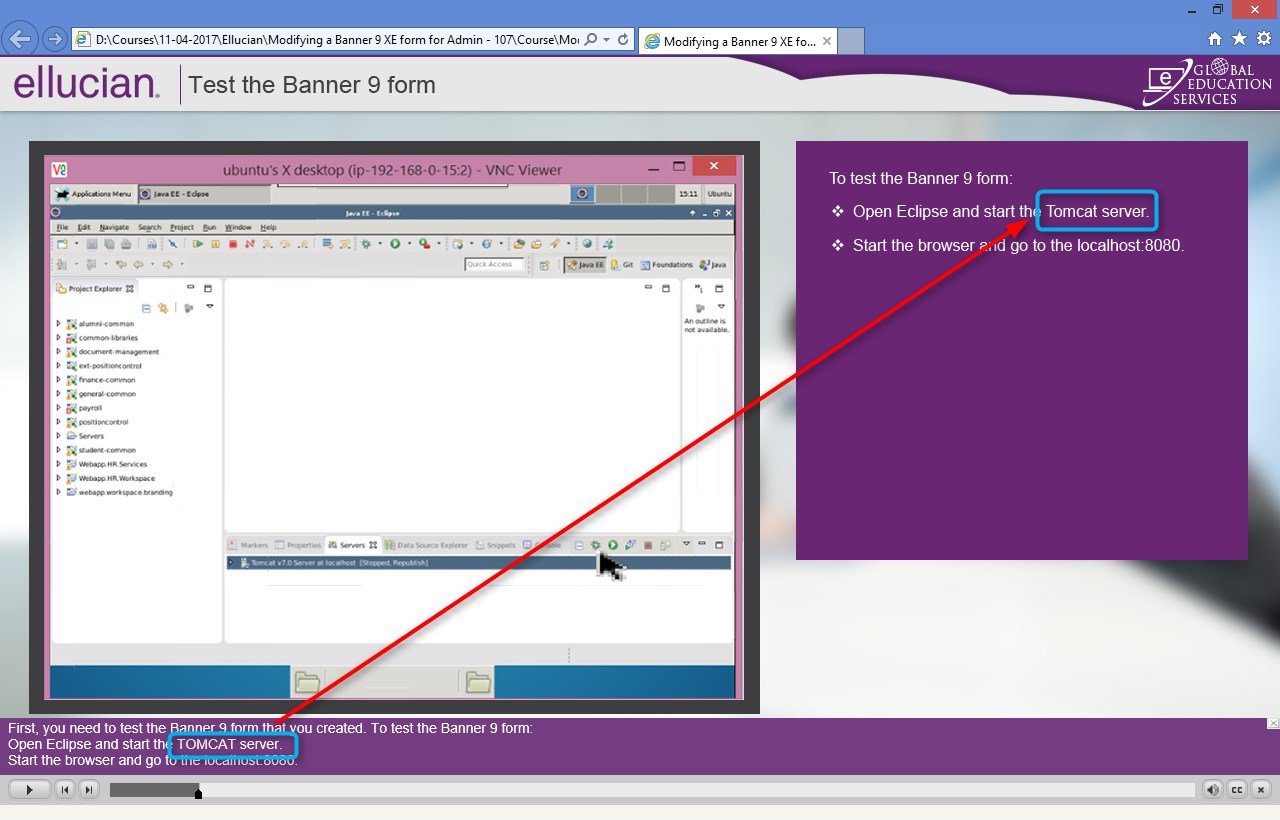 D:\Courses\11-04-2017\Ellucian\Modifying a Banner 9 XE form for Admin - 107\Course\Mo
Modifying a Banner 9 XE fo...
ellucian.
Test the Banner 9 form
e GLOBAL
EDUCATION
SERVICES
ubuntu's X desktop (ip-192-168-0-15:2) - VNC Viewer
Applications Menu
Java EE - Eclipse
15:11 Ubuntu
Java EE - Eclipse
File Edit Navigate Search Project Run Window Help
Quick Access
Java EE Git Foundations Java
Project Explorer
An outline is
not available.
alumni-common
common-libraries
document-management
ext-positioncontrol
finance-common
general-common
payroll
positioncontrol
Servers
student-common
Webapp.HR.Services
Webapp.HR.Workspace
webapp.workspace.branding
Markers Properties Servers Data Source Explorer Snippets Console
Tomcat v7.0 Server at localhost [Stopped, Republish]
To test the Banner 9 form:
❖ Open Eclipse and start the Tomcat server.
❖ Start the browser and go to the localhost:8080.
First, you need to test the Banner 9 form that you created. To test the Banner 9 form:
Open Eclipse and start the TOMCAT server.
Start the browser and go to the localhost:8080.
CC